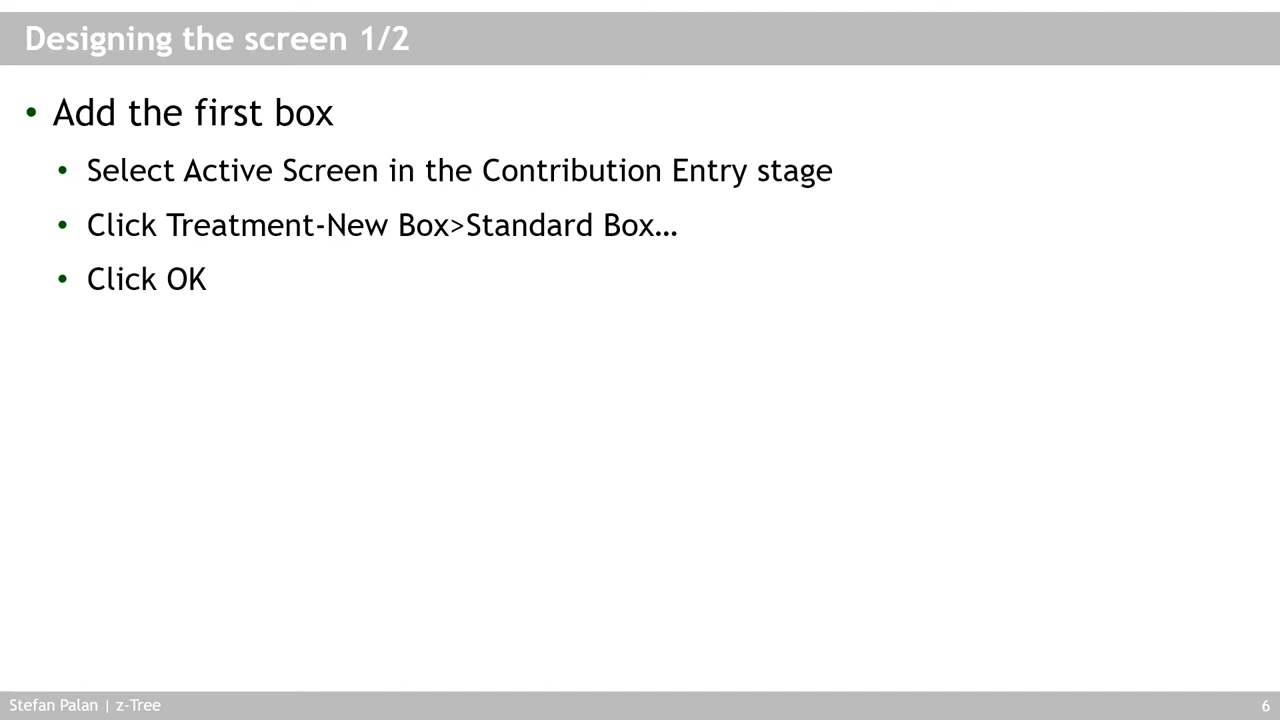 Designing the screen 1/2
• Add the first box
• Select Active Screen in the Contribution Entry stage
• Click Treatment-New Box>Standard Box…
• Click OK
Stefan Palan | z-Tree
6